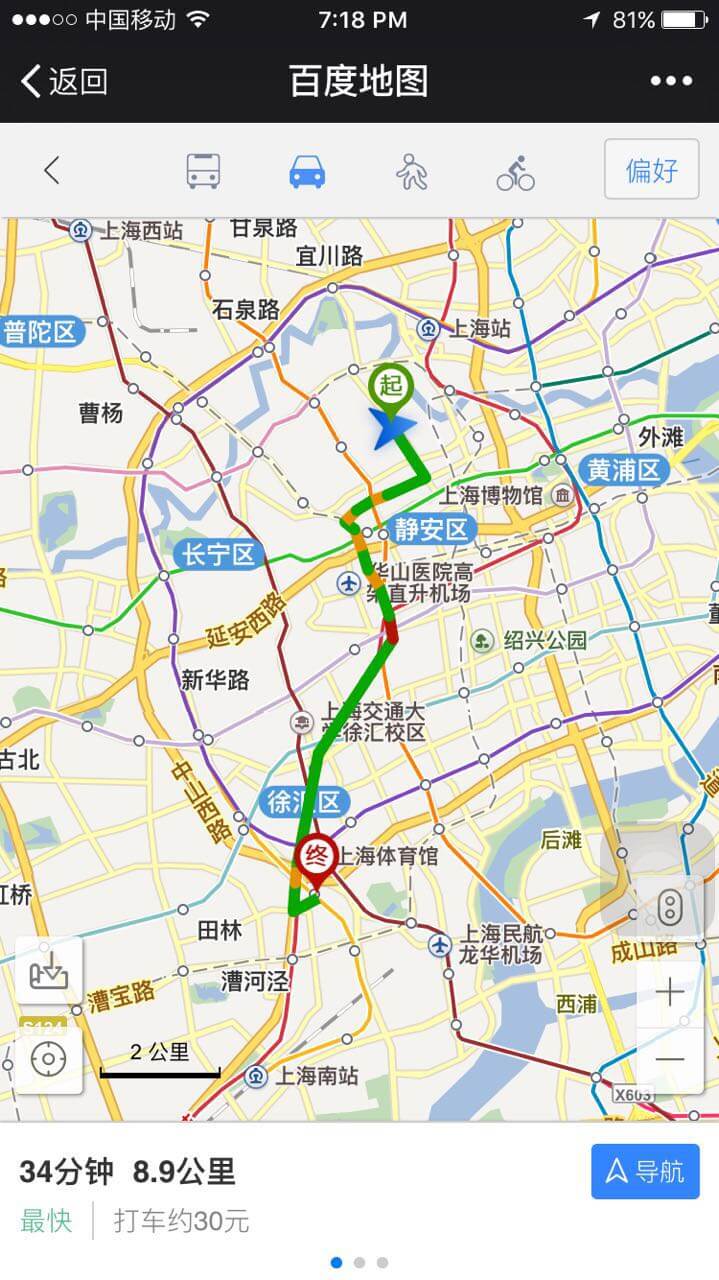 中国移动
7:18 PM
81%
返回
百度地图
偏好
上海西站
甘泉路
宜川路
石泉路
普陀区
上海站
起
曹杨
外滩
黄浦区
上海博物馆
静安区
长宁区
华山医院高
架直升机场
延安西路
绍兴公园
新华路
上海交通大
学徐汇校区
古北
中山西路
徐汇区
终
上海体育馆
后滩
虹桥
田林
上海民航
龙华机场
成山路
漕河泾
漕宝路
西浦
S124
2 公里
上海南站
X603
34分钟 8.9公里
导航
最快
打车约30元